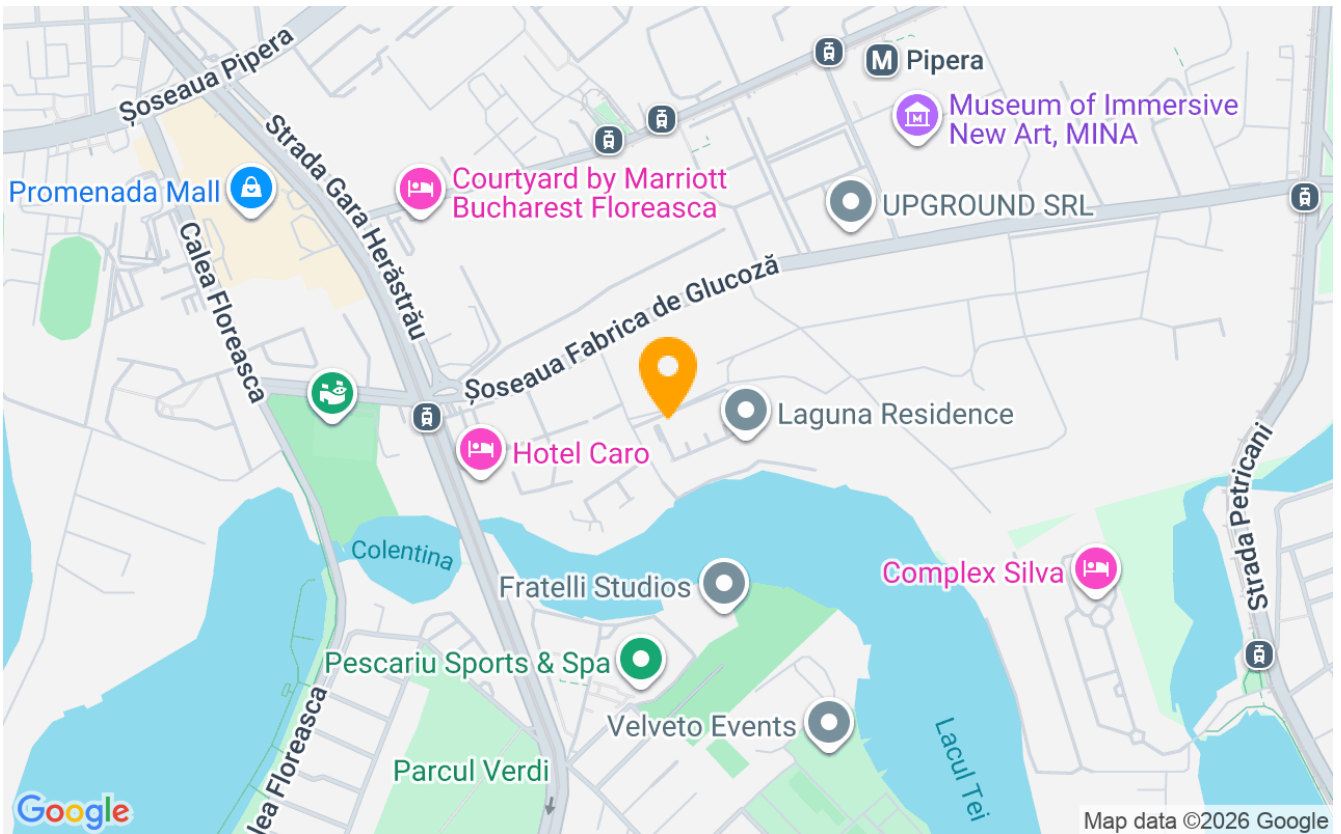 Șoseaua Pipera
Pipera
Museum of Immersive
New Art, MINA
Strada Gara Herăstrău
Promenada Mall
Courtyard by Marriott
Bucharest Floreasca
UPGROUND SRL
Calea Floreasca
Șoseaua Fabrica de Glucoză
Laguna Residence
Hotel Caro
Strada Petricani
Colentina
Fratelli Studios
Complex Silva
Pescariu Sports & Spa
Velveto Events
Lacul Tei
Parcul Verdi
lea Floreasca
Google
Map data ©2026 Google